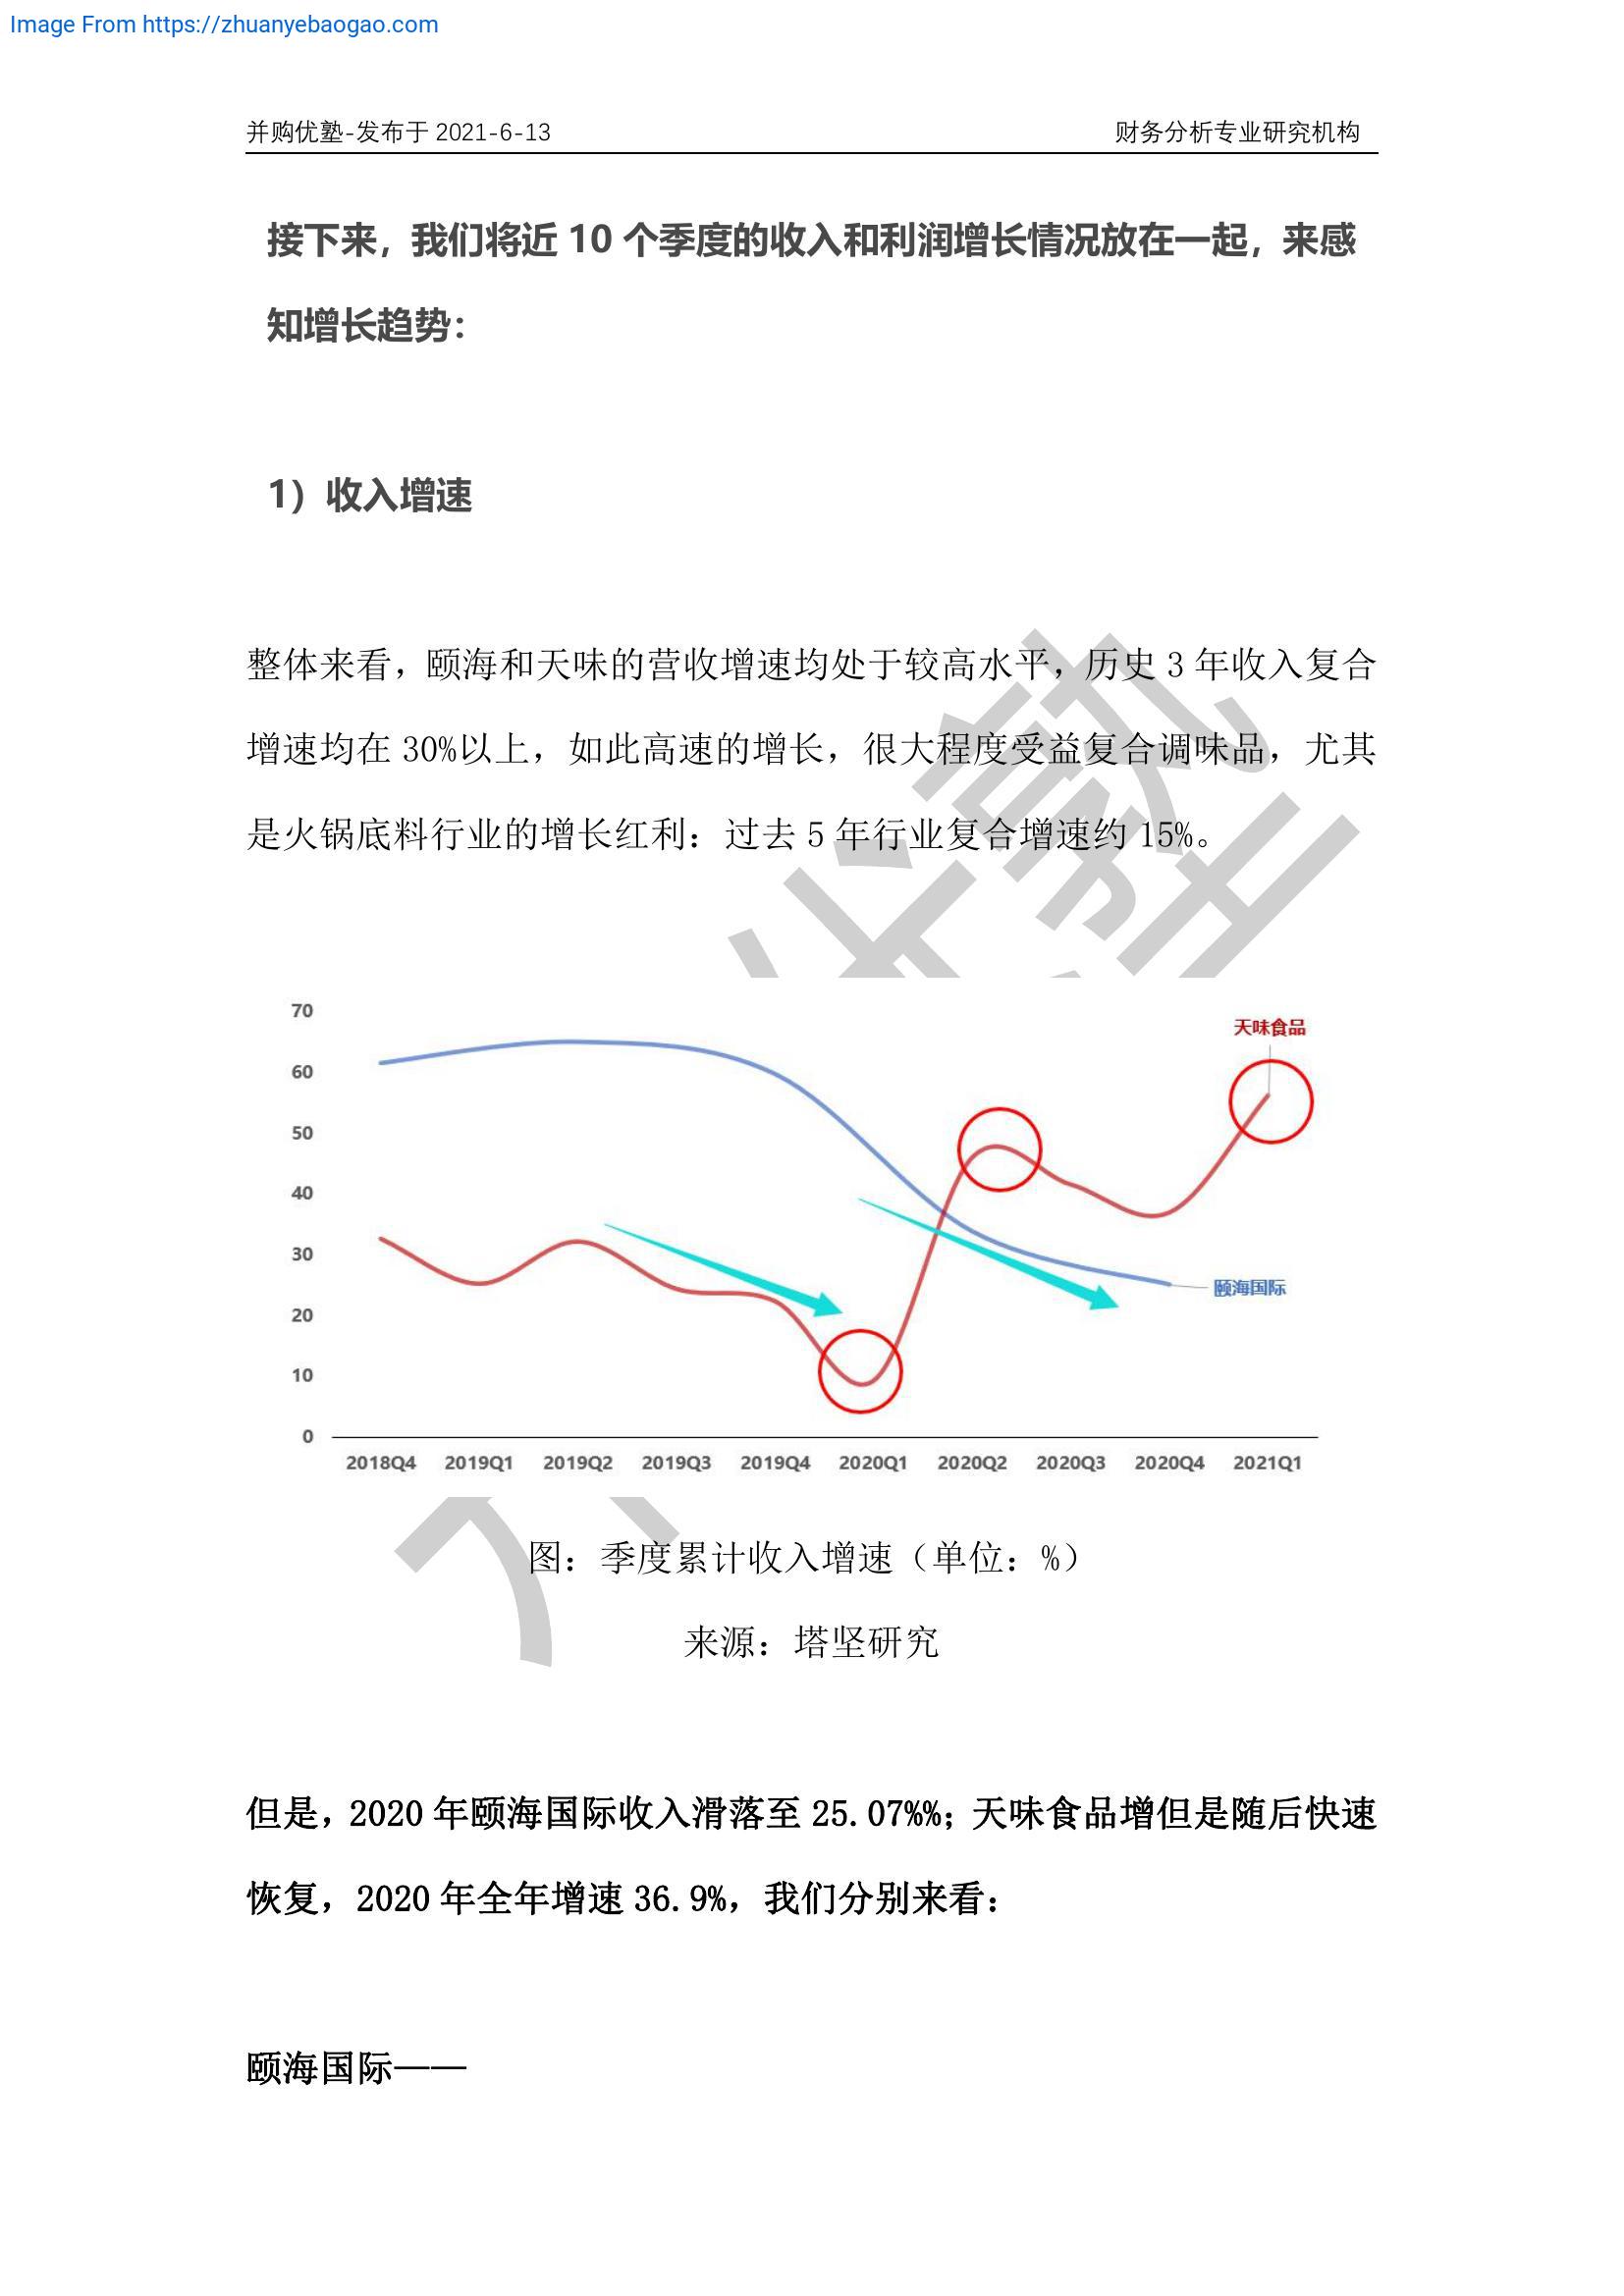 Image From https://zhuanyebaogao.com
并购优塾-发布于 2021-6-13 财务分析专业研究机构
接下来，我们将近 10 个季度的收入和利润增长情况放在一起，来感
知增长趋势：
1）收入增速
整体来看，颐海和天味的营收增速均处于较高水平，历史 3 年收入复合
增速均在 30%以上，如此高速的增长，很大程度受益复合调味品，尤其
是火锅底料行业的增长红利：过去 5 年行业复合增速约 15%。
70
60
50
40
30
20
10
0
天味食品
颐海国际
2018Q4 2019Q1 2019Q2 2019Q3 2019Q4 2020Q1 2020Q2 2020Q3 2020Q4 2021Q1
图：季度累计收入增速（单位：%）
来源：塔坚研究
但是，2020 年颐海国际收入滑落至 25.07%%；天味食品增但是随后快速
恢复，2020 年全年增速 36.9%，我们分别来看：
颐海国际——